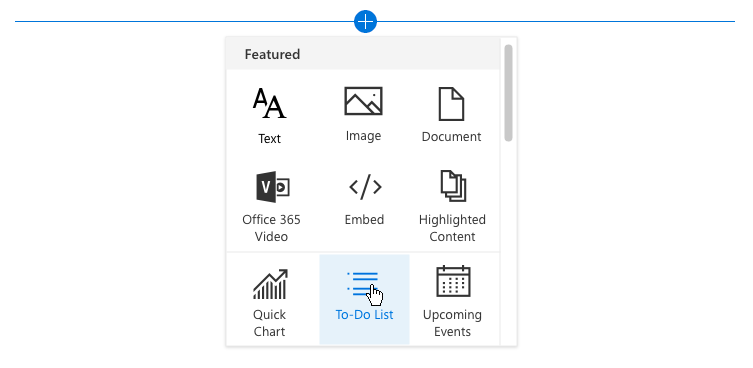 Featured
Text
Image
Document
Office 365
Video
Embed
Highlighted
Content
Quick
Chart
To-Do List
Upcoming
Events